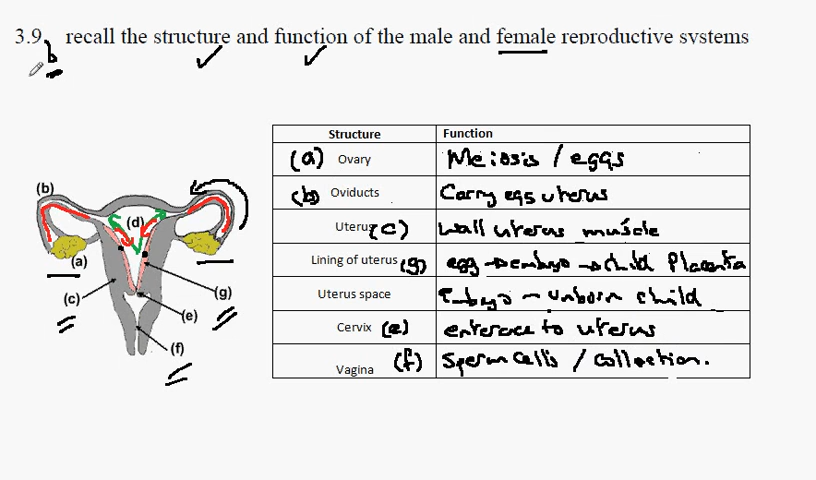 3.9 b recall the structure and function of the male and female reproductive systems
Structure Function
(a) Ovary Meiosis / eggs
(b) Oviducts Carry egs uterus
Uterus (c) Wall uterus muscle
Lining of uterus (g) egg → embryo → child Placenta
Uterus space Embryo - unborn child
Cervix (e) enterence to uterus
Vagina (f) Sperm cells / collection.
(b)
(d)
(a)
(c)
(g)
(e)
(f)